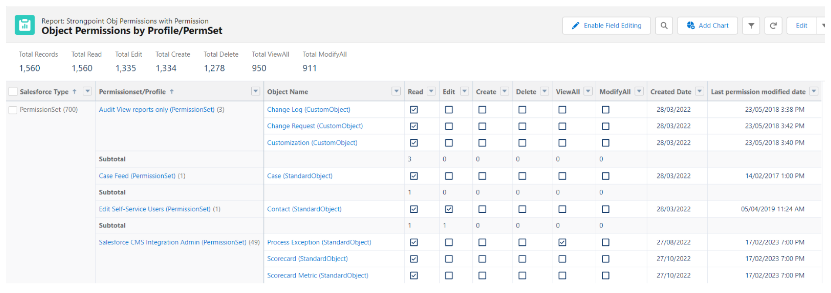 Report: Strongpoint Obj Permissions with Permission
Object Permissions by Profile/PermSet
Enable Field Editing
Add Chart
Edit
Total Records Total Read Total Edit Total Create Total Delete Total ViewAll Total ModifyAll
1,560 1,560 1,335 1,334 1,278 950 911
Salesforce Type ↑ Permissionset/Profile ↑ Object Name Read Edit Create Delete ViewAll ModifyAll Created Date Last permission modified date
PermissionSet (700) Audit View reports only (PermissionSet) (3) Change Log (CustomObject) 28/03/2022 23/05/2018 3:38 PM
Change Request (CustomObject) 28/03/2022 23/05/2018 3:42 PM
Customization (CustomObject) 28/03/2022 23/05/2018 3:40 PM
Subtotal 3 0 0 0 0 0
Case Feed (PermissionSet) (1) Case (StandardObject) 28/03/2022 14/02/2017 1:00 PM
Subtotal 1 0 0 0 0 0
Edit Self-Service Users (PermissionSet) (1) Contact (StandardObject) 28/03/2022 05/04/2019 11:24 AM
Subtotal 1 1 0 0 0 0
Salesforce CMS Integration Admin (PermissionSet) (49) Process Exception (StandardObject) 27/08/2022 17/02/2023 7:00 PM
Scorecard (StandardObject) 27/10/2022 17/02/2023 7:00 PM
Scorecard Metric (StandardObject) 27/10/2022 17/02/2023 7:00 PM